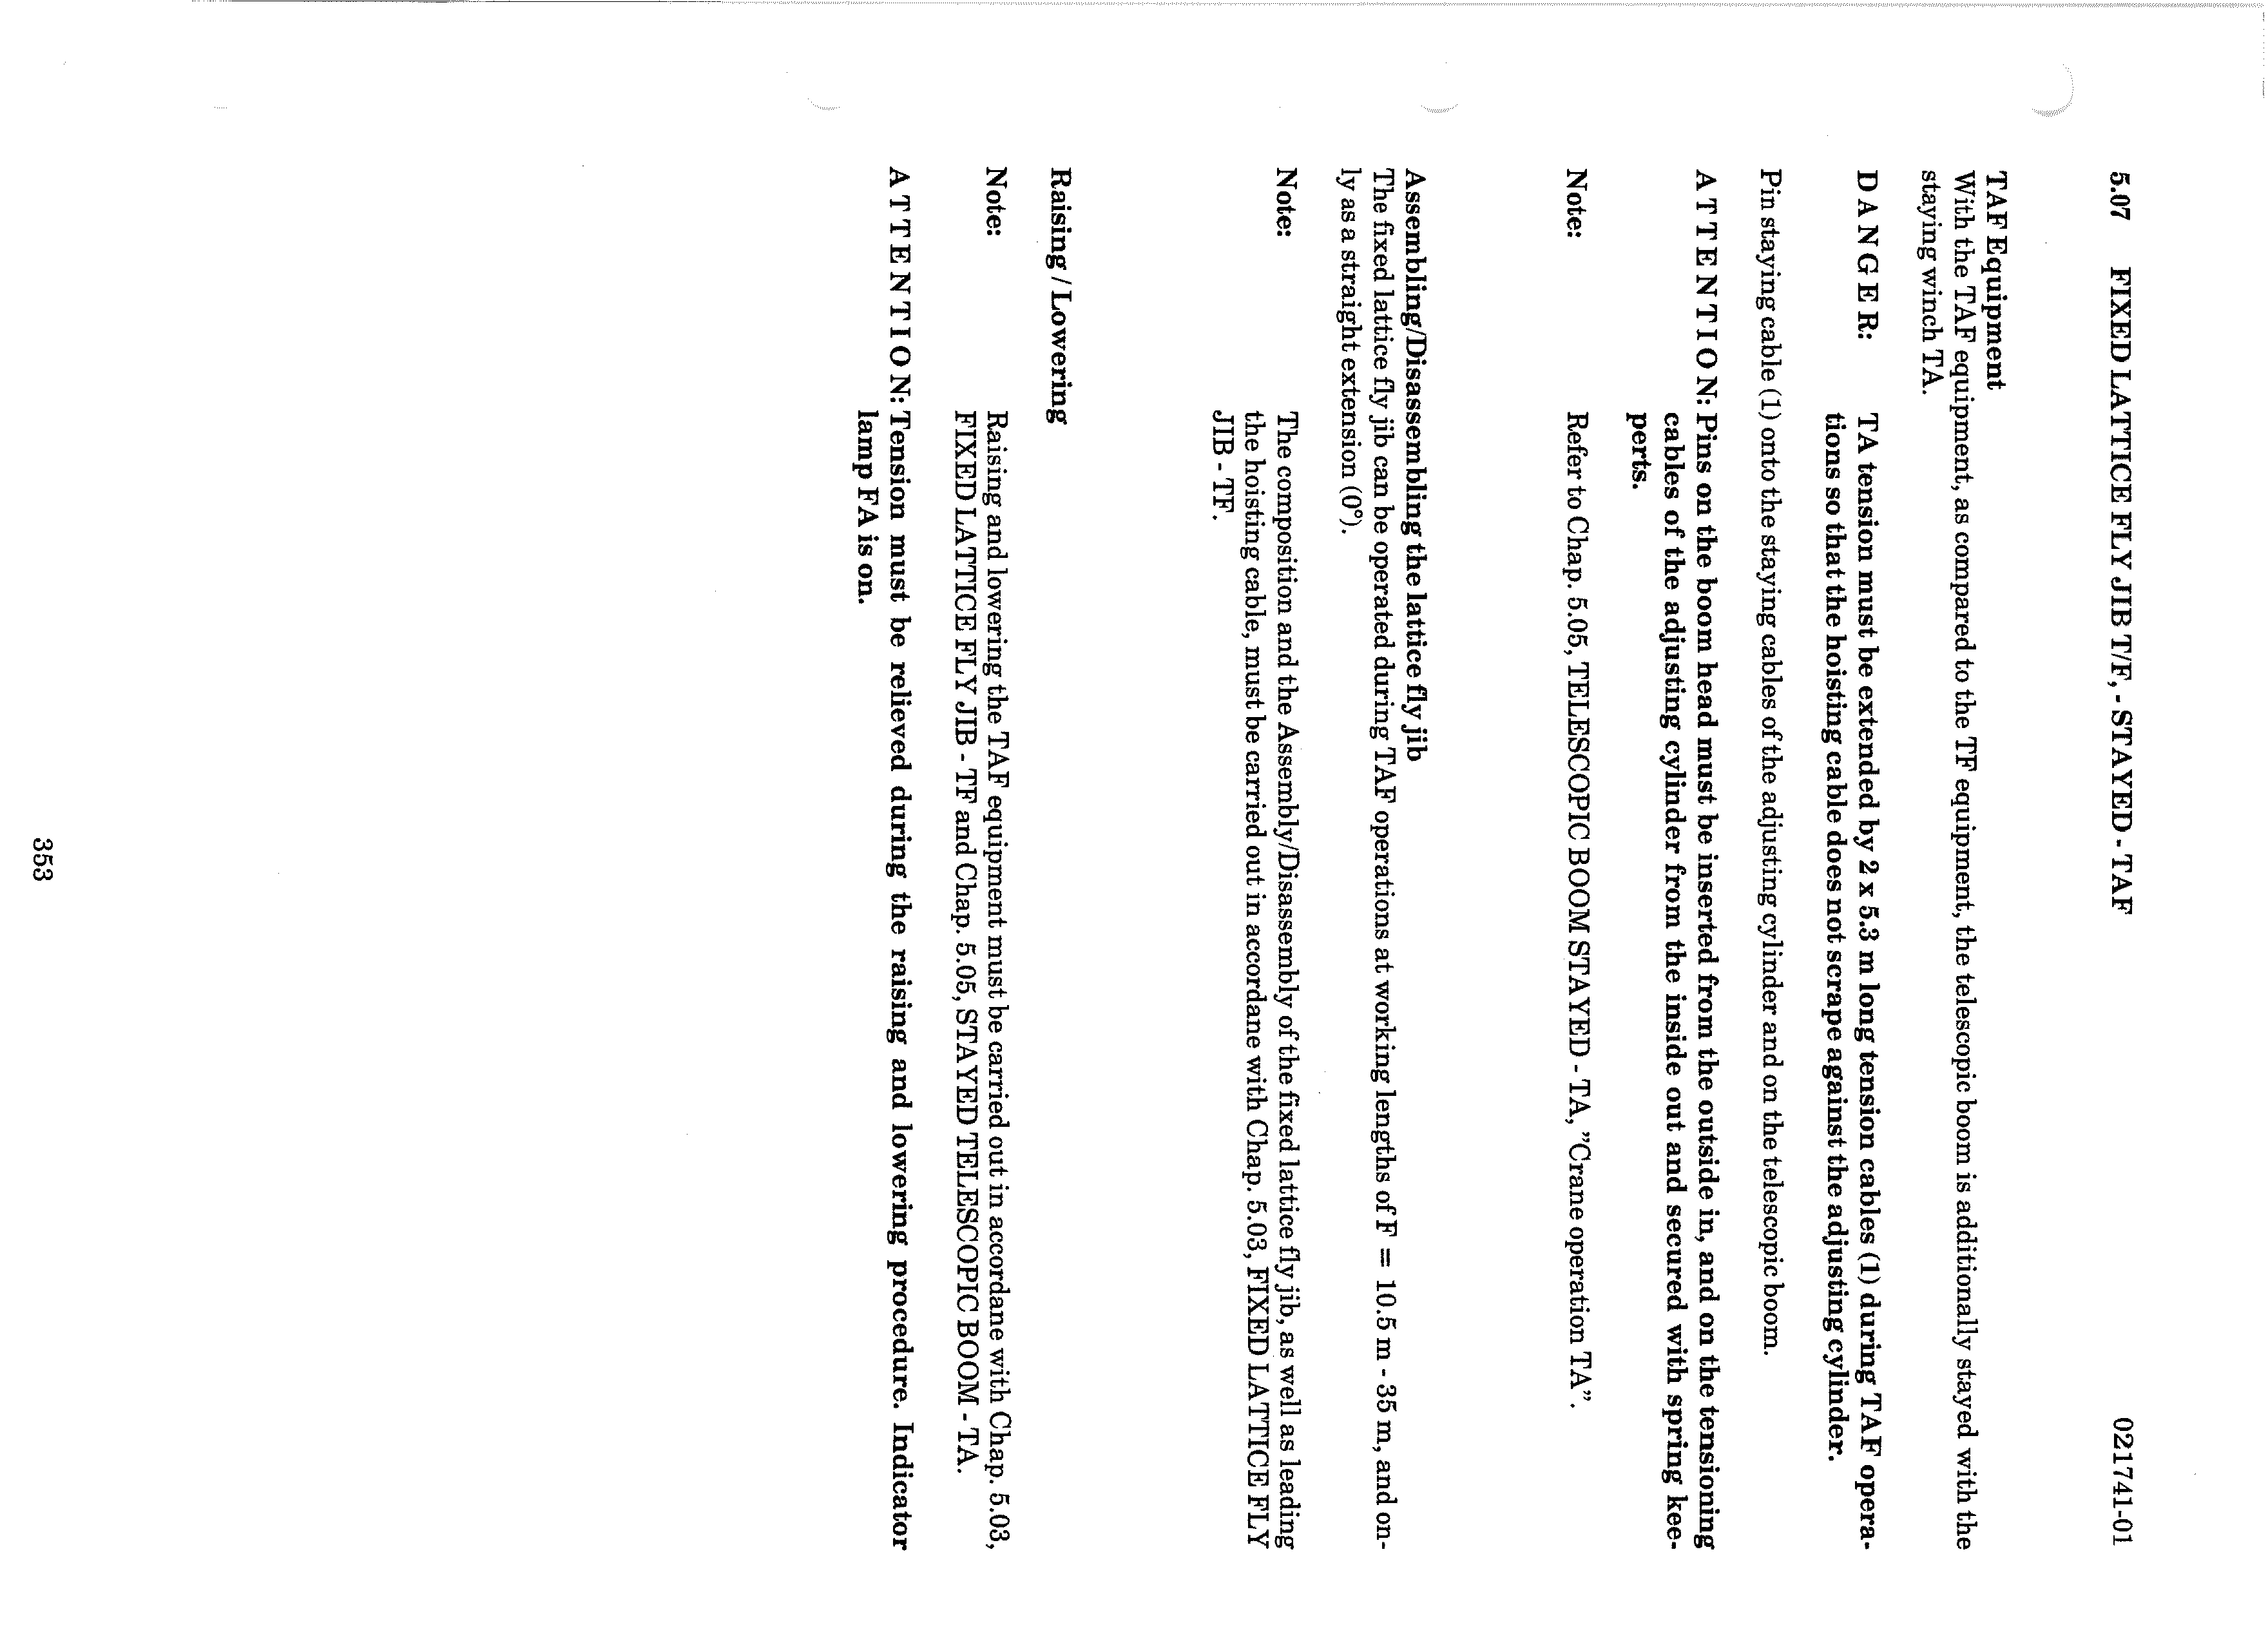 5.07 FIXED LATTICE FLY JIB T/F, - STAYED - TAF 021741-01
TAF Equipment
With the TAF equipment, as compared to the TF equipment, the telescopic boom is additionally stayed with the
staying winch TA.
D A N G E R: TA tension must be extended by 2 x 5.3 m long tension cables (1) during TAF opera-
tions so that the hoisting cable does not scrape against the adjusting cylinder.
Pin staying cable (1) onto the staying cables of the adjusting cylinder and on the telescopic boom.
A T T E N T I O N: Pins on the boom head must be inserted from the outside in, and on the tensioning
cables of the adjusting cylinder from the inside out and secured with spring kee-
perts.
Note: Refer to Chap. 5.05, TELESCOPIC BOOM STAYED - TA, "Crane operation TA".
Assembling/Disassembling the lattice fly jib
The fixed lattice fly jib can be operated during TAF operations at working lengths of F = 10.5 m - 35 m, and on-
ly as a straight extension (0°).
Note: The composition and the Assembly/Disassembly of the fixed lattice fly jib, as well as leading
the hoisting cable, must be carried out in accordane with Chap. 5.03, FIXED LATTICE FLY
JIB - TF.
Raising / Lowering
Note: Raising and lowering the TAF equipment must be carried out in accordane with Chap. 5.03,
FIXED LATTICE FLY JIB - TF and Chap. 5.05, STAYED TELESCOPIC BOOM - TA.
A T T E N T I O N: Tension must be relieved during the raising and lowering procedure. Indicator
lamp FA is on.
353